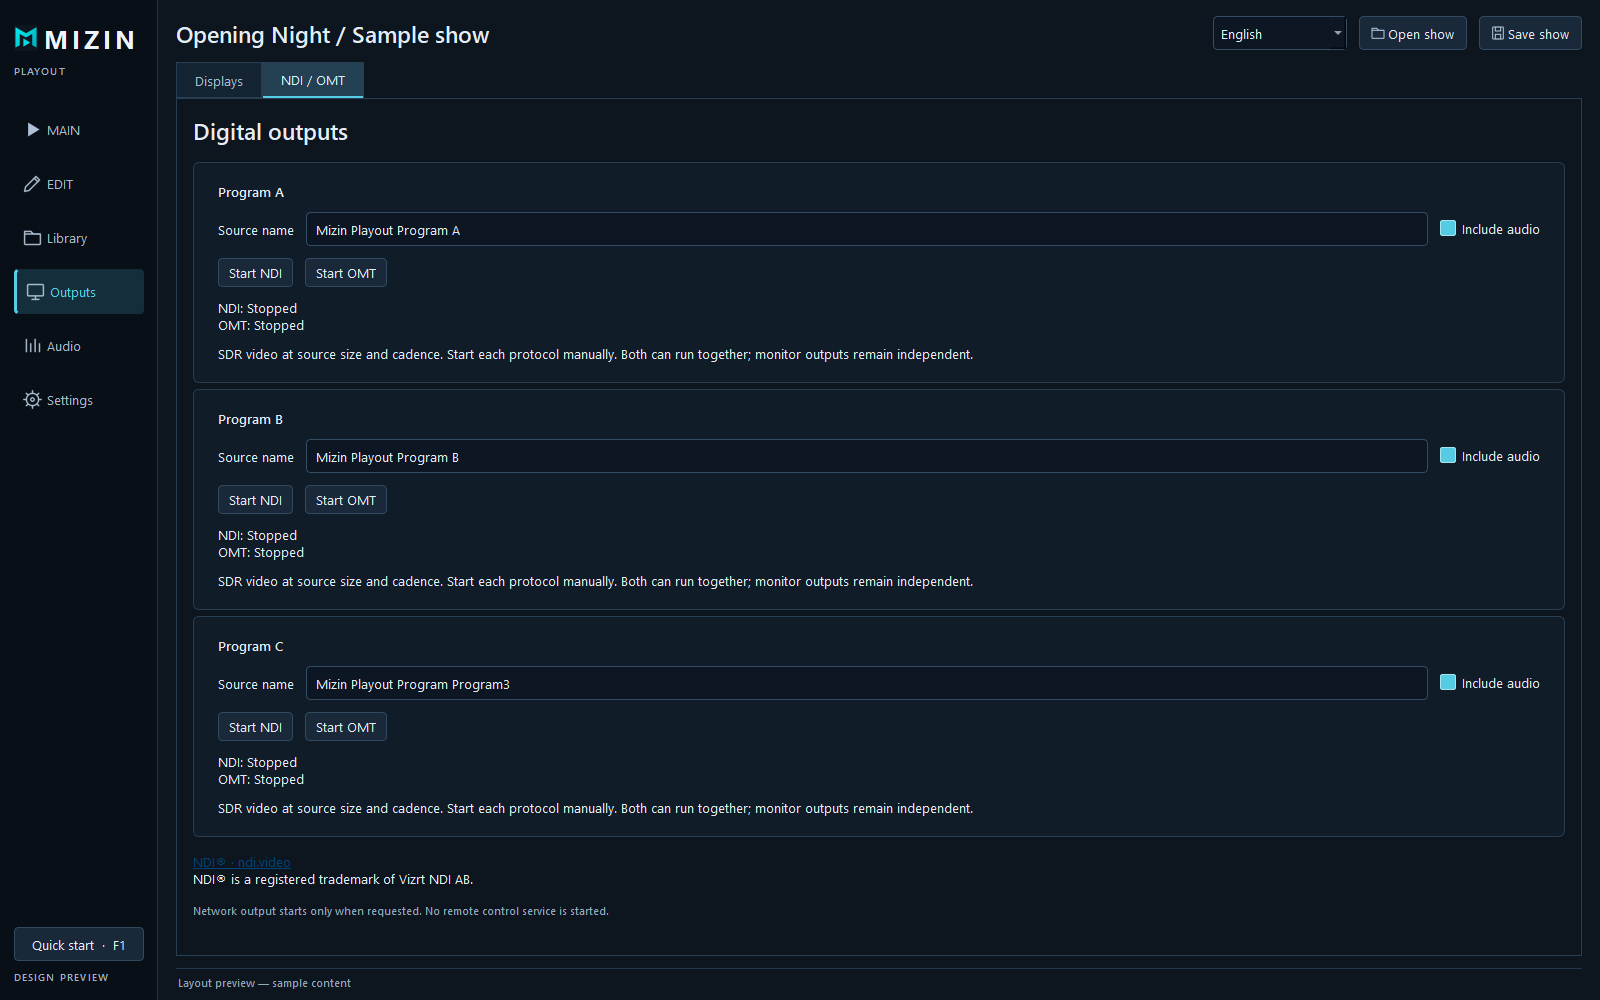 MIZIN
PLAYOUT
MAIN
EDIT
Library
Outputs
Audio
Settings
Quick start · F1
DESIGN PREVIEW
Opening Night / Sample show
English
Open show
Save show
Displays
NDI / OMT
Digital outputs
Program A
Source name
Mizin Playout Program A
Include audio
Start NDI
Start OMT
NDI: Stopped
OMT: Stopped
SDR video at source size and cadence. Start each protocol manually. Both can run together; monitor outputs remain independent.
Program B
Source name
Mizin Playout Program B
Include audio
Start NDI
Start OMT
NDI: Stopped
OMT: Stopped
SDR video at source size and cadence. Start each protocol manually. Both can run together; monitor outputs remain independent.
Program C
Source name
Mizin Playout Program Program3
Include audio
Start NDI
Start OMT
NDI: Stopped
OMT: Stopped
SDR video at source size and cadence. Start each protocol manually. Both can run together; monitor outputs remain independent.
NDI® · ndi.video
NDI® is a registered trademark of Vizrt NDI AB.
Network output starts only when requested. No remote control service is started.
Layout preview — sample content